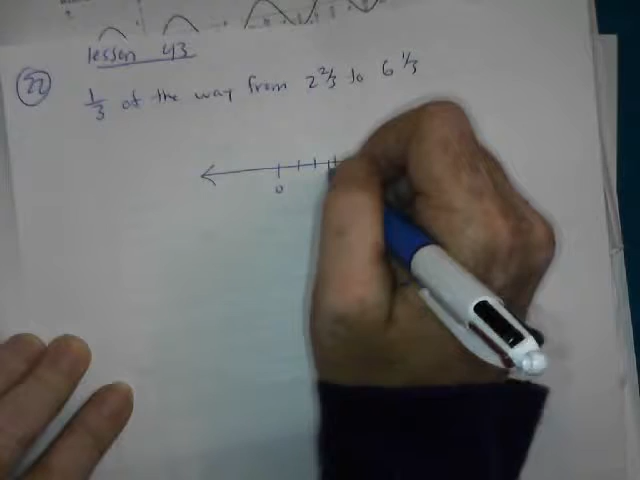 lesson 43
22 1/3 of the way from 2 2/3 to 6 1/3
0